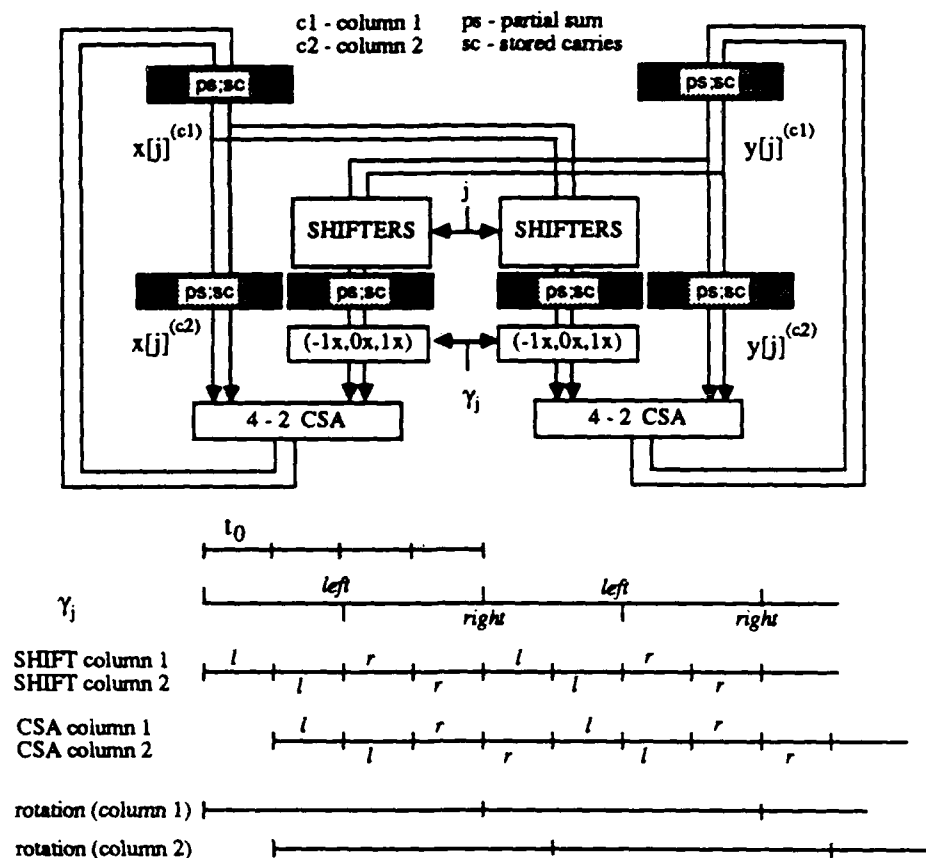 c1 - column 1 ps - partial sum
c2 - column 2 sc - stored carries
ps;sc ps;sc
x[j]^(c1) y[j]^(c1)
j
SHIFTERS SHIFTERS
ps;sc ps;sc ps;sc ps;sc
x[j]^(c2) (-1x,0x,1x) (-1x,0x,1x) y[j]^(c2)
γj
4 - 2 CSA 4 - 2 CSA
t0
γj left left
right right
SHIFT column 1 l r l r
SHIFT column 2 l r l r
CSA column 1 l r l r
CSA column 2 l r l r
rotation (column 1)
rotation (column 2)